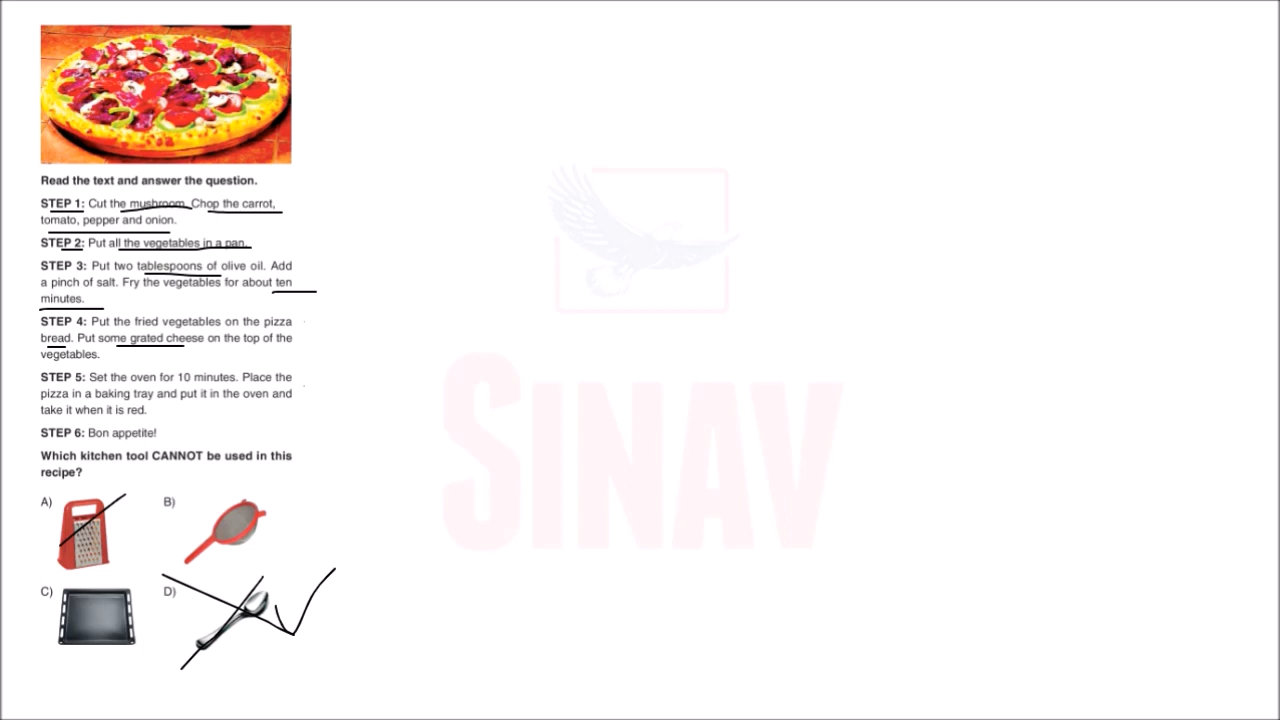 Read the text and answer the question.
STEP 1: Cut the mushroom. Chop the carrot,
tomato, pepper and onion.
STEP 2: Put all the vegetables in a pan.
STEP 3: Put two tablespoons of olive oil. Add
a pinch of salt. Fry the vegetables for about ten
minutes.
STEP 4: Put the fried vegetables on the pizza
bread. Put some grated cheese on the top of the
vegetables.
STEP 5: Set the oven for 10 minutes. Place the
pizza in a baking tray and put it in the oven and
take it when it is red.
STEP 6: Bon appetite!
Which kitchen tool CANNOT be used in this
recipe?
A) B)
C) D)
SINAV